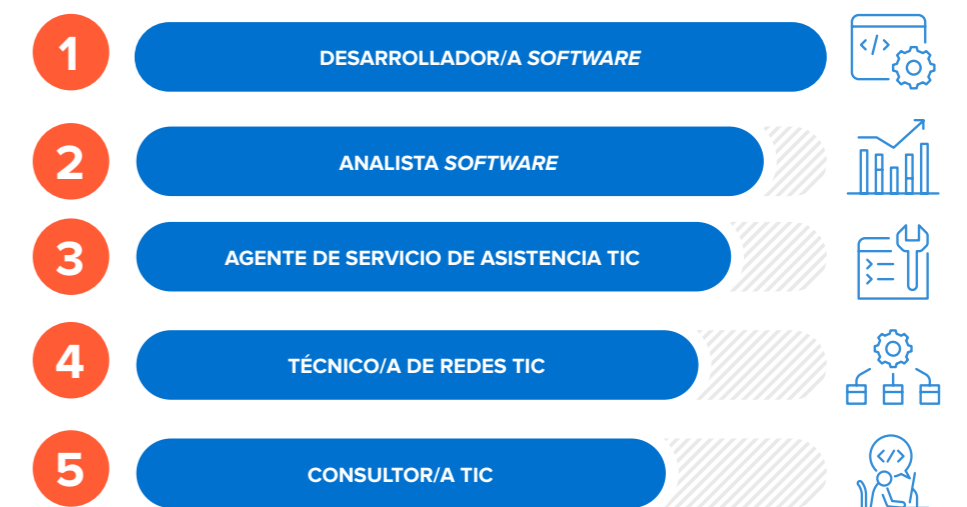 1
DESARROLLADOR/A SOFTWARE
</>
2
ANALISTA SOFTWARE
3
AGENTE DE SERVICIO DE ASISTENCIA TIC
4
TÉCNICO/A DE REDES TIC
5
CONSULTOR/A TIC
</>